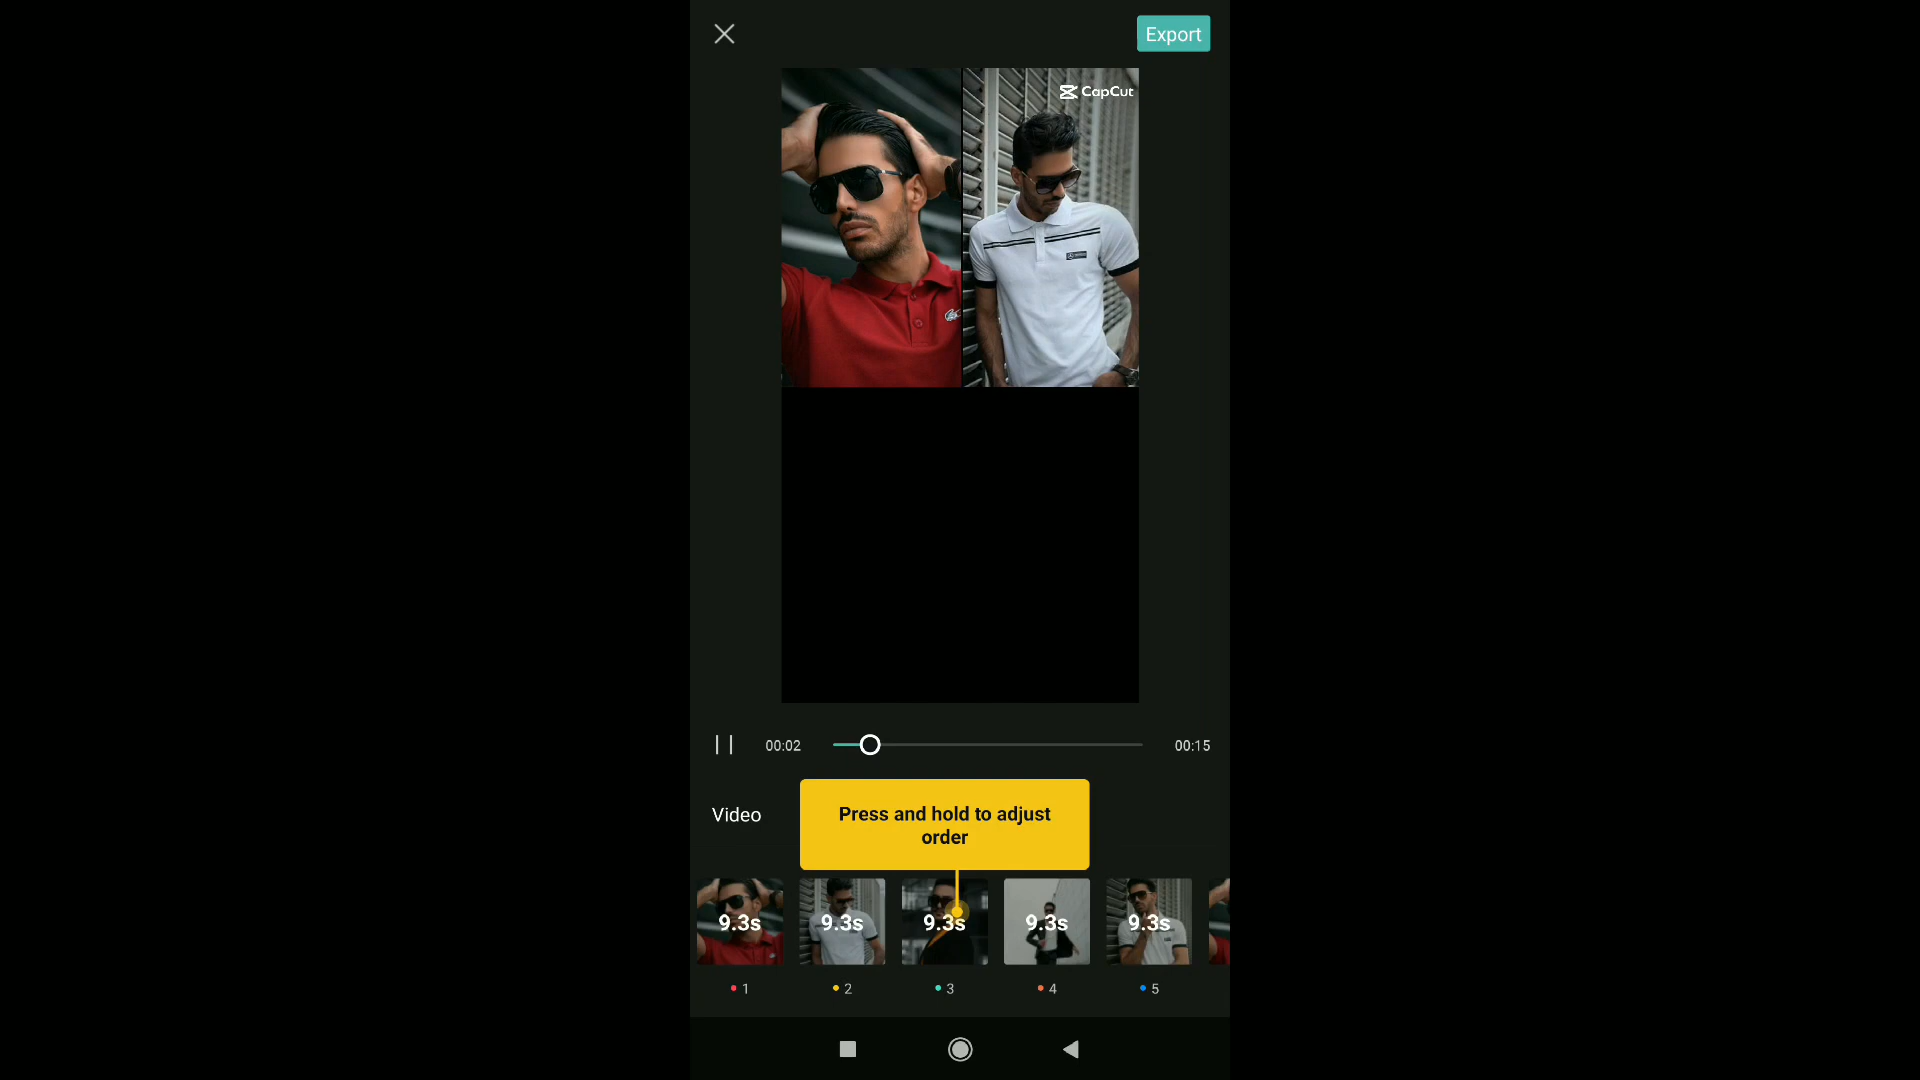 Export
CapCut
00:02
00:15
Video
Press and hold to adjust
order
9.3s
9.3s
9.3s
9.3s
9.3s
1
2
3
4
5